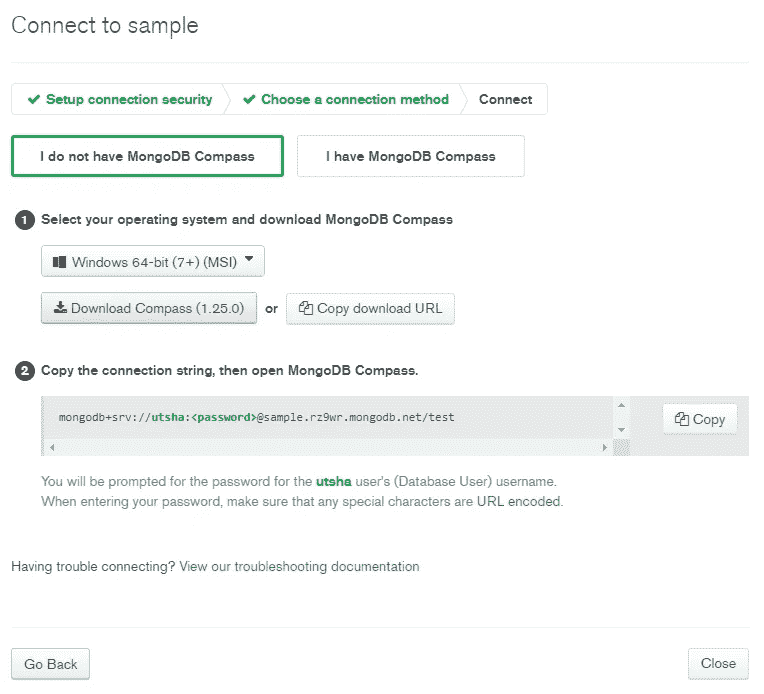 Connect to sample
Setup connection security
Choose a connection method
Connect
I do not have MongoDB Compass
I have MongoDB Compass
1 Select your operating system and download MongoDB Compass
Windows 64-bit (7+) (MSI)
Download Compass (1.25.0) or Copy download URL
2 Copy the connection string, then open MongoDB Compass.
mongodb+srv://utsha:<password>@sample.rz9wr.mongodb.net/test
Copy
You will be prompted for the password for the utsha user's (Database User) username.
When entering your password, make sure that any special characters are URL encoded.
Having trouble connecting? View our troubleshooting documentation
Go Back
Close